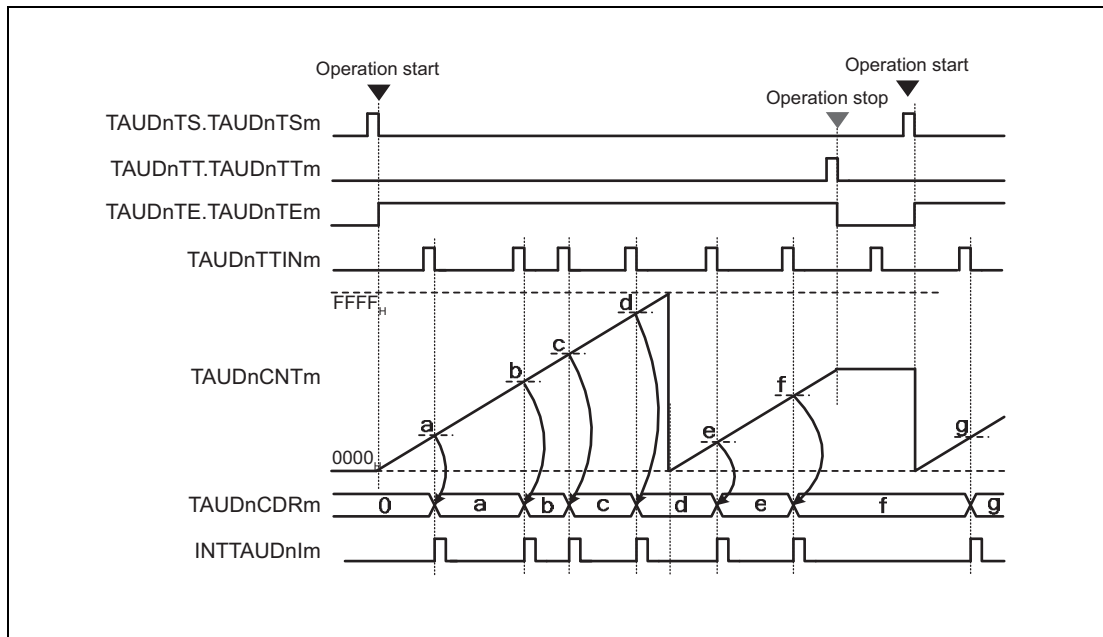 Operation start
Operation start
Operation stop
TAUDnTS.TAUDnTSm
TAUDnTT.TAUDnTTm
TAUDnTE.TAUDnTEm
TAUDnTTINm
FFFFH
d
c
TAUDnCNTm
b
f
a
e
g
0000H
TAUDnCDRm 0 a b c d e f g
INTTAUDnIm